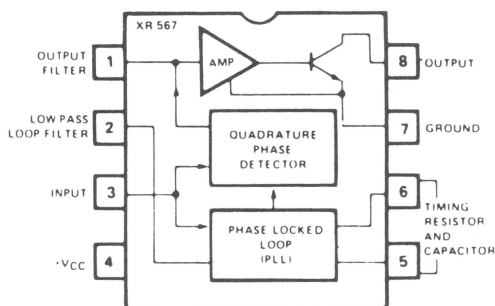 XR 567
OUTPUT
FILTER
1
AMP
8
OUTPUT
LOW PASS
LOOP FILTER
2
QUADRATURE
PHASE
DETECTOR
7
GROUND
INPUT
3
6
TIMING
RESISTOR
AND
CAPACITOR
PHASE LOCKED
LOOP
(PLL)
+VCC
4
5